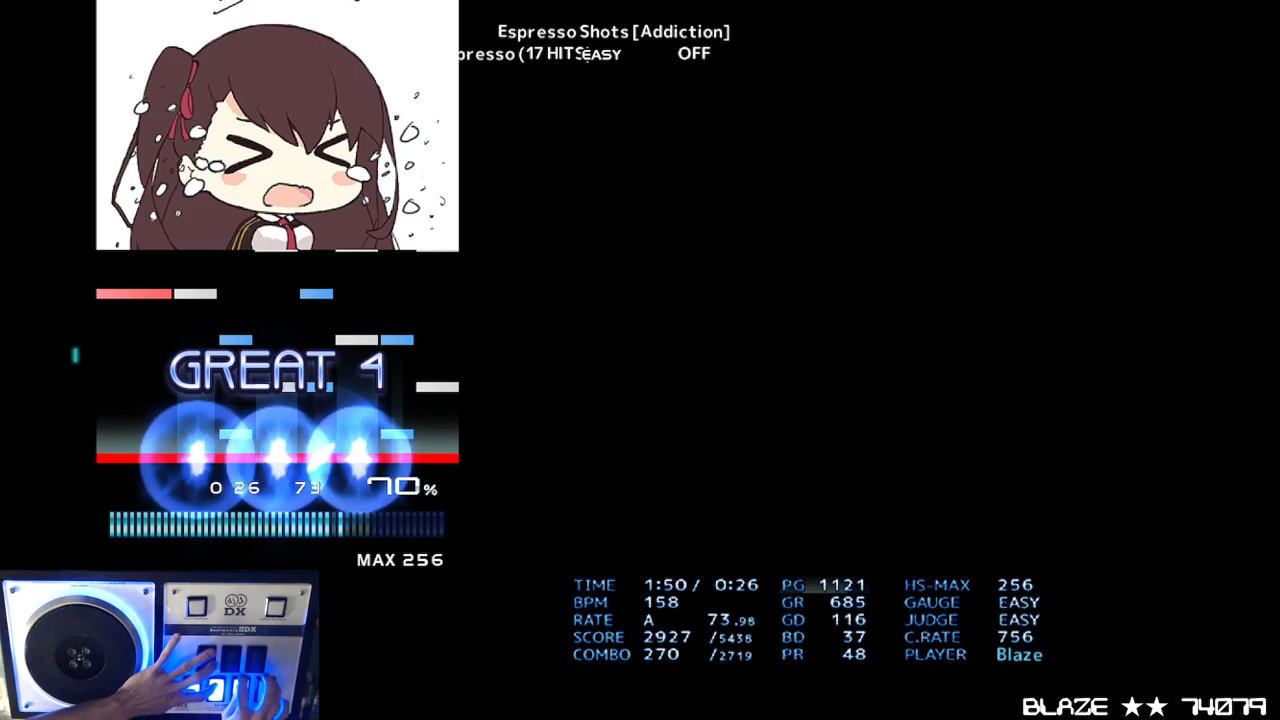 Espresso Shots [Addiction]
presso (17 HITS EASY OFF
GREAT 4
0 26 73 70%
MAX 256
DX
TIME 1:50 / 0:26 PG 1121 HS-MAX 256
BPM 158 GR 685 GAUGE EASY
RATE A 73.98 GD 116 JUDGE EASY
SCORE 2927 /5438 BD 37 C.RATE 756
COMBO 270 /2719 PR 48 PLAYER Blaze
BLAZE ★★ 74079